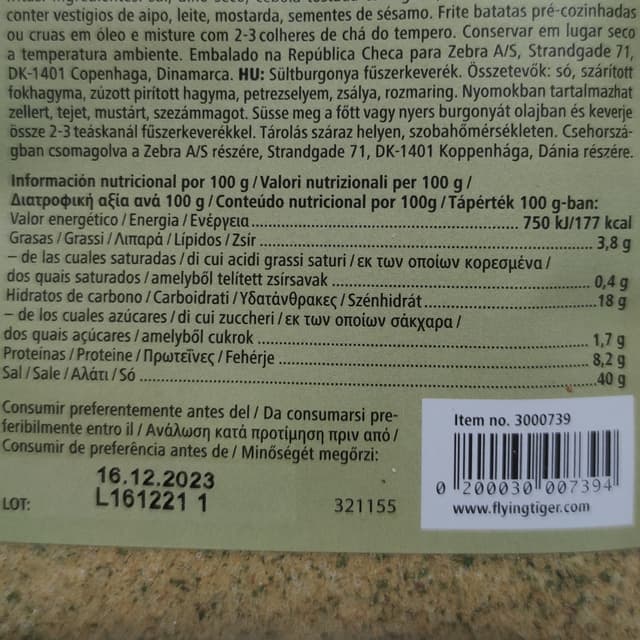 conter vestígios de aipo, leite, mostarda, sementes de sésamo. Frite batatas pré-cozinhadas
ou cruas em óleo e misture com 2-3 colheres de chá do tempero. Conservar em lugar seco
a temperatura ambiente. Embalado na República Checa para Zebra A/S, Strandgade 71,
DK-1401 Copenhaga, Dinamarca. HU: Sültburgonya fűszerkeverék. Összetevők: só, szárított
fokhagyma, zúzott pirított hagyma, petrezselyem, zsálya, rozmaring. Nyomokban tartalmazhat
zellert, tejet, mustárt, szezámmagot. Süsse meg a főtt vagy nyers burgonyát olajban és keverje
össze 2-3 teáskanál fűszerkeverékkel. Tárolás száraz helyen, szobahőmérsékleten. Csehorszá-
gban csomagolva a Zebra A/S részére, Strandgade 71, DK-1401 Koppenhága, Dánia részére.
Información nutricional por 100 g / Valori nutrizionali per 100 g /
Διατροφική αξία ανά 100 g / Conteúdo nutricional por 100g / Tápérték 100 g-ban:
Valor energético / Energia / Ενέργεια 750 kJ/177 kcal
Grasas / Grassi / Λιπαρά / Lípidos / Zsír 3,8 g
– de las cuales saturadas / di cui acidi grassi saturi / εκ των οποίων κορεσμένα /
dos quais saturados / amelyből telített zsírsavak 0,4 g
Hidratos de carbono / Carboidrati / Υδατάνθρακες / Szénhidrát 18 g
– de los cuales azúcares / di cui zuccheri / εκ των οποίων σάκχαρα /
dos quais açúcares / amelyből cukrok 1,7 g
Proteínas / Proteine / Πρωτεΐνες / Fehérje 8,2 g
Sal / Sale / Αλάτι / Só 40 g
Consumir preferentemente antes del / Da consumarsi pre-
feribilmente entro il / Ανάλωση κατά προτίμηση πριν από /
Consumir de preferência antes de / Minőségét megőrzi:
16.12.2023
LOT: L161221 1
321155
Item no. 3000739
0 200030 007394
www.flyingtiger.com